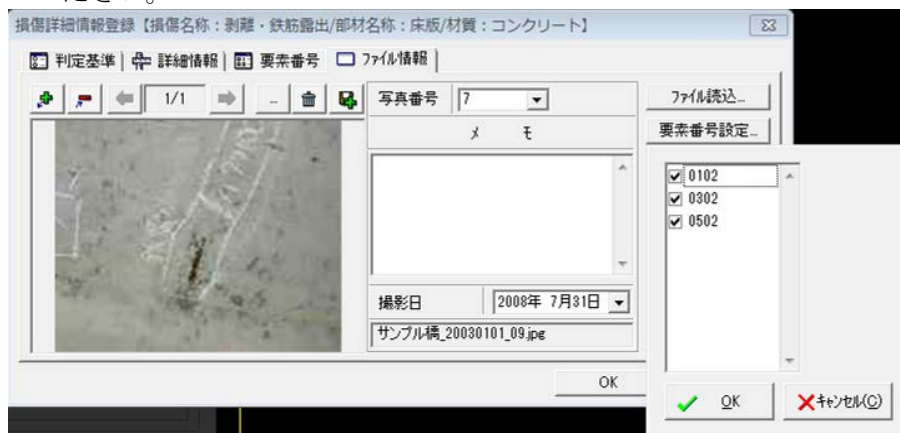 ださい。
損傷詳細情報登録【損傷名称：剥離・鉄筋露出/部材名称：床版/材質：コンクリート】
判定基準 詳細情報 要素番号 ファイル情報
1/1 ... 写真番号 7 ファイル読込...
メ モ 要素番号設定...
0102
0302
0502
撮影日 2008年 7月31日
サンプル橋_20030101_09.jpg
OK
OK キャンセル(C)